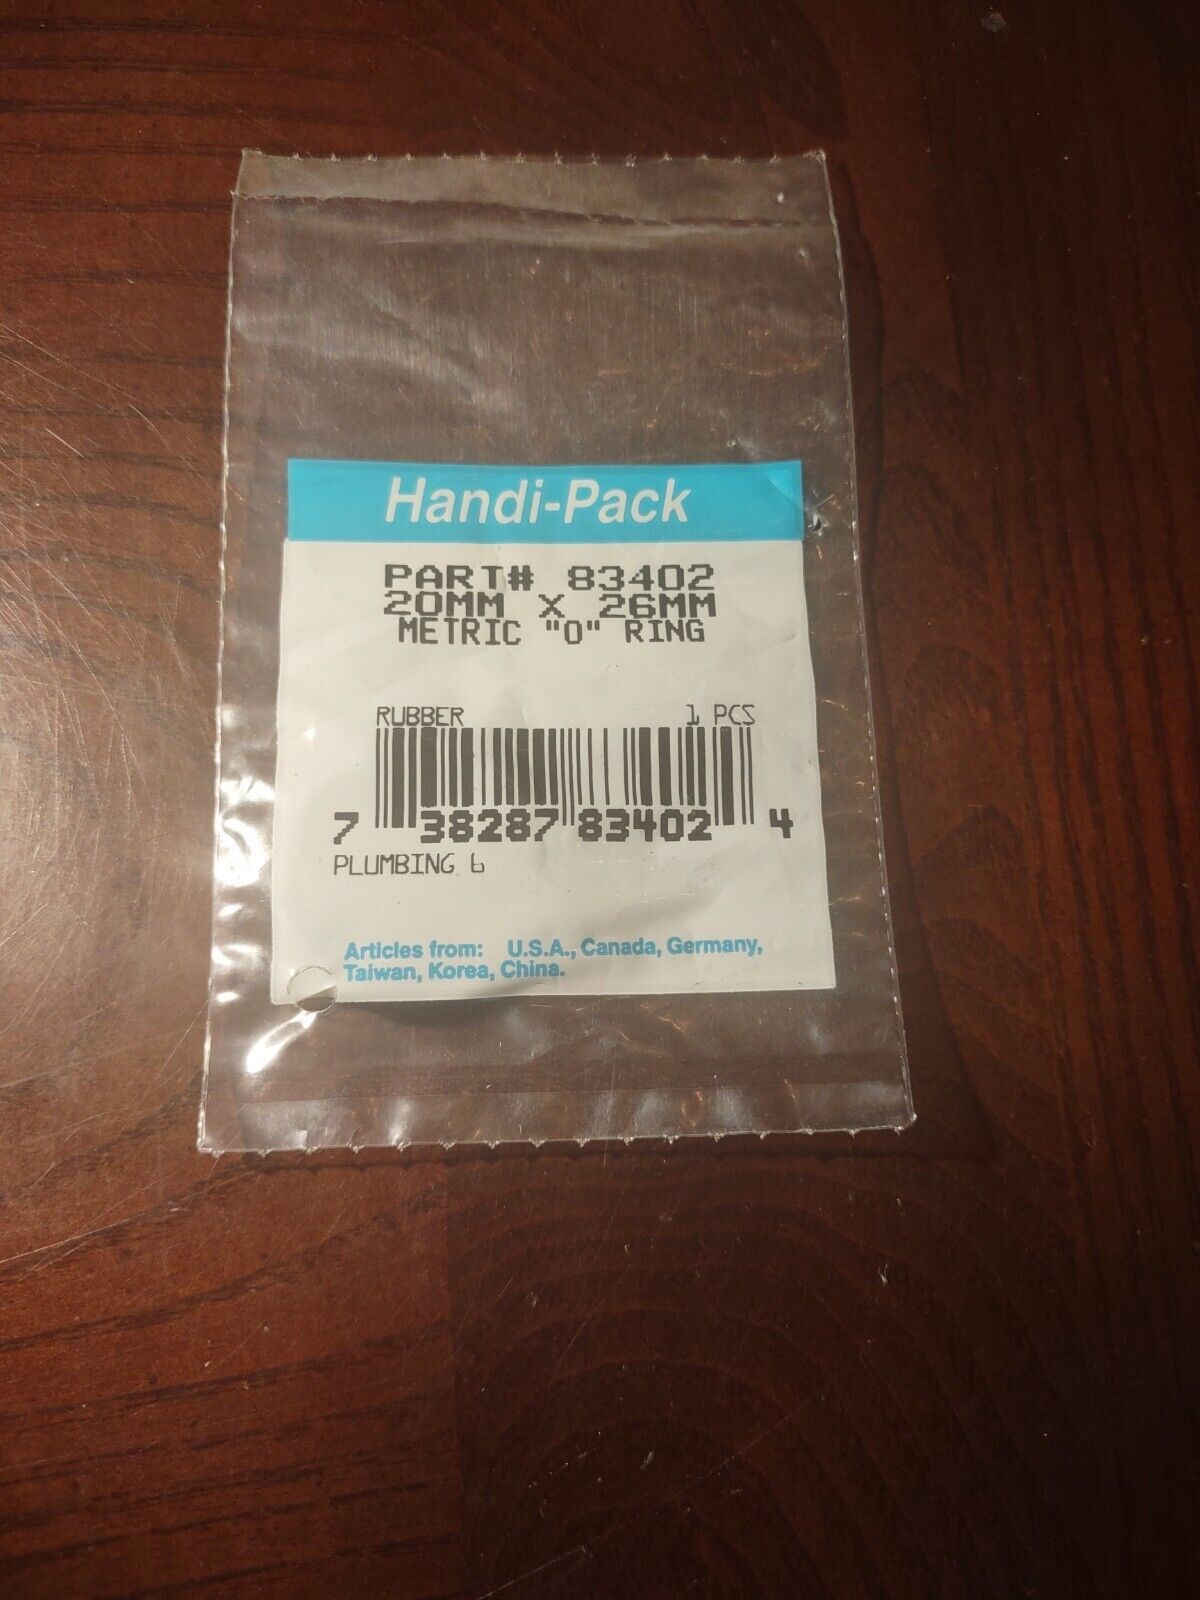 Handi-Pack
PART# 83402
20MM X 26MM
METRIC "O" RING
RUBBER 1 PCS
7 38287 83402 4
PLUMBING 6
Articles from: U.S.A., Canada, Germany,
Taiwan, Korea, China.